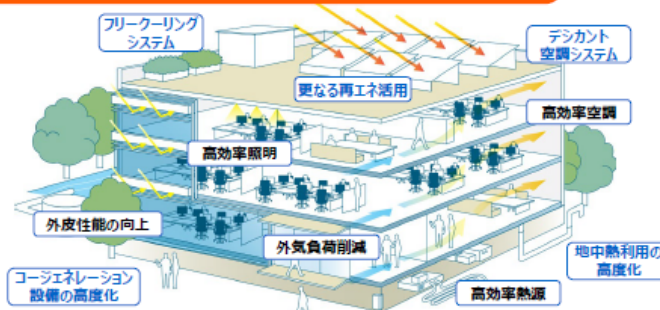 フリークーリング
システム
デシカント
空調システム
更なる再エネ活用
高効率空調
高効率照明
外皮性能の向上
外気負荷削減
地中熱利用の
高度化
コージェネレーション
設備の高度化
高効率熱源